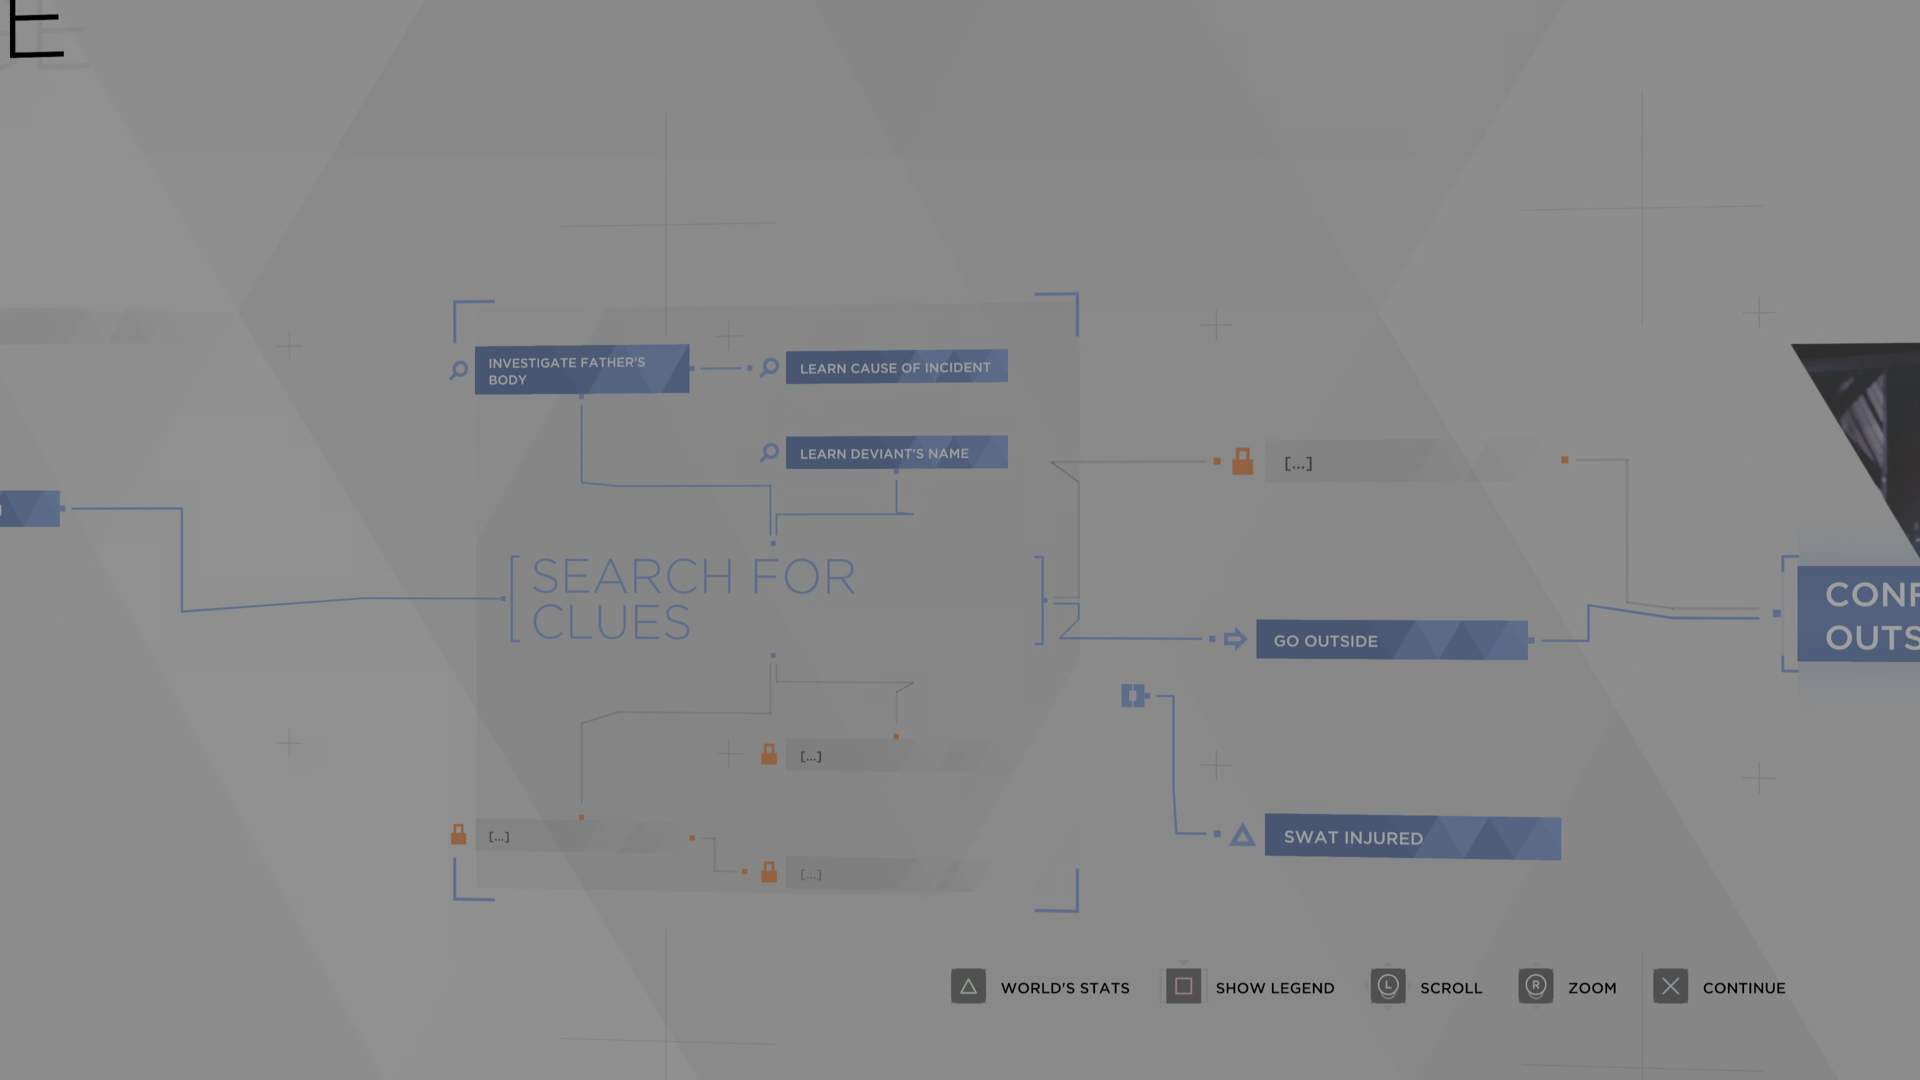 E
INVESTIGATE FATHER'S
BODY
LEARN CAUSE OF INCIDENT
LEARN DEVIANT'S NAME
[...]
SEARCH FOR
CLUES
CONF
OUTS
GO OUTSIDE
[...]
[...]
SWAT INJURED
[...]
WORLD'S STATS
SHOW LEGEND
L
SCROLL
R
ZOOM
CONTINUE